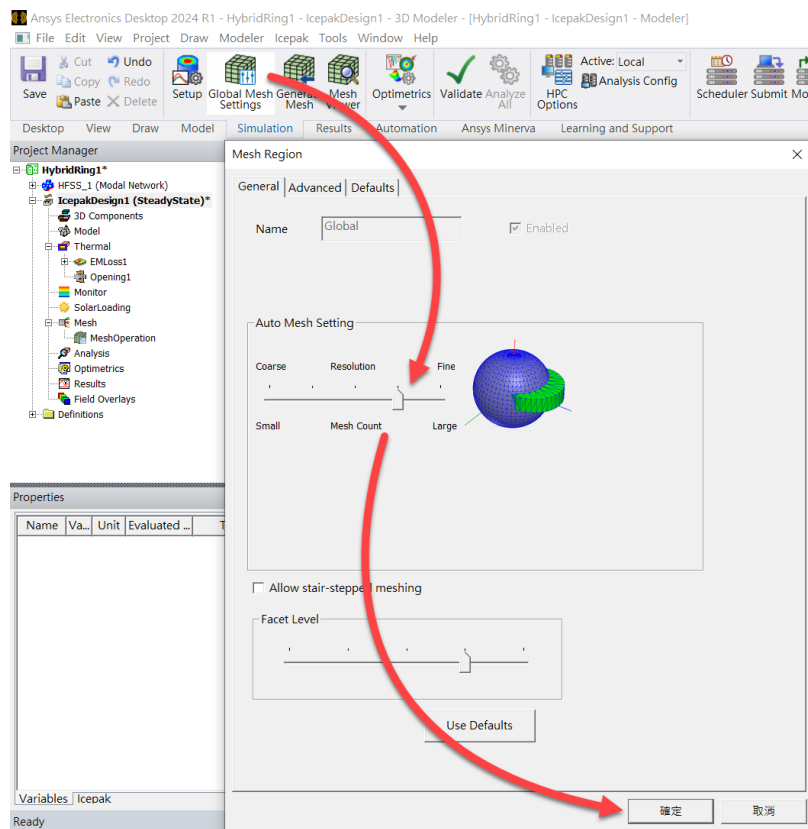 Ansys Electronics Desktop 2024 R1 - HybridRing1 - IcepakDesign1 - 3D Modeler - [HybridRing1 - IcepakDesign1 - Modeler]
File Edit View Project Draw Modeler Icepak Tools Window Help
Save
Cut
Copy
Paste
Undo
Redo
Delete
Setup
Global Mesh Settings
Generate Mesh
Mesh Viewer
Optimetrics
Validate
Analyze All
HPC Options
Active: Local
Analysis Config
Scheduler
Submit
Desktop View Draw Model Simulation Results Automation Ansys Minerva Learning and Support
Project Manager
HybridRing1*
HFSS_1 (Modal Network)
IcepakDesign1 (SteadyState)*
3D Components
Model
Thermal
EMLoss1
Opening1
Monitor
SolarLoading
Mesh
MeshOperation
Analysis
Optimetrics
Results
Field Overlays
Definitions
Properties
Name Va... Unit Evaluated ... T
Variables Icepak
Ready
Mesh Region
General Advanced Defaults
Name Global Enabled
Auto Mesh Setting
Coarse Resolution Fine
Small Mesh Count Large
Allow stair-stepped meshing
Facet Level
Use Defaults
確定 取消